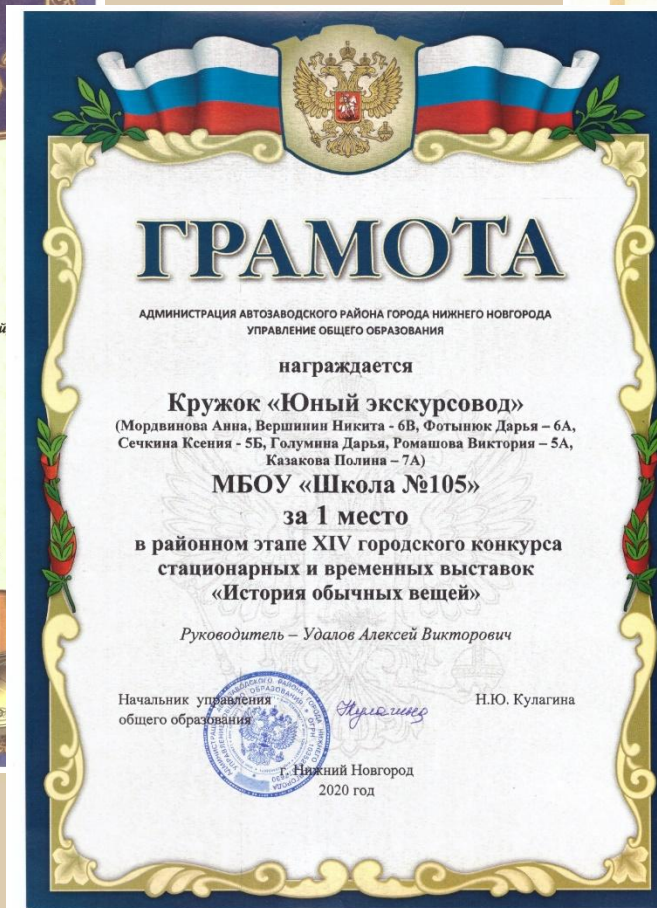 ГРАМОТА
АДМИНИСТРАЦИЯ АВТОЗАВОДСКОГО РАЙОНА ГОРОДА НИЖНЕГО НОВГОРОДА
УПРАВЛЕНИЕ ОБЩЕГО ОБРАЗОВАНИЯ
награждается
Кружок «Юный экскурсовод»
(Мордвинова Анна, Вершинин Никита - 6В, Фотынюк Дарья – 6А,
Сечкина Ксения - 5Б, Голумина Дарья, Ромашова Виктория – 5А,
Казакова Полина – 7А)
МБОУ «Школа №105»
за 1 место
в районном этапе XIV городского конкурса
стационарных и временных выставок
«История обычных вещей»
Руководитель – Удалов Алексей Викторович
Начальник управления
общего образования
Н.Ю. Кулагина
г. Нижний Новгород
2020 год